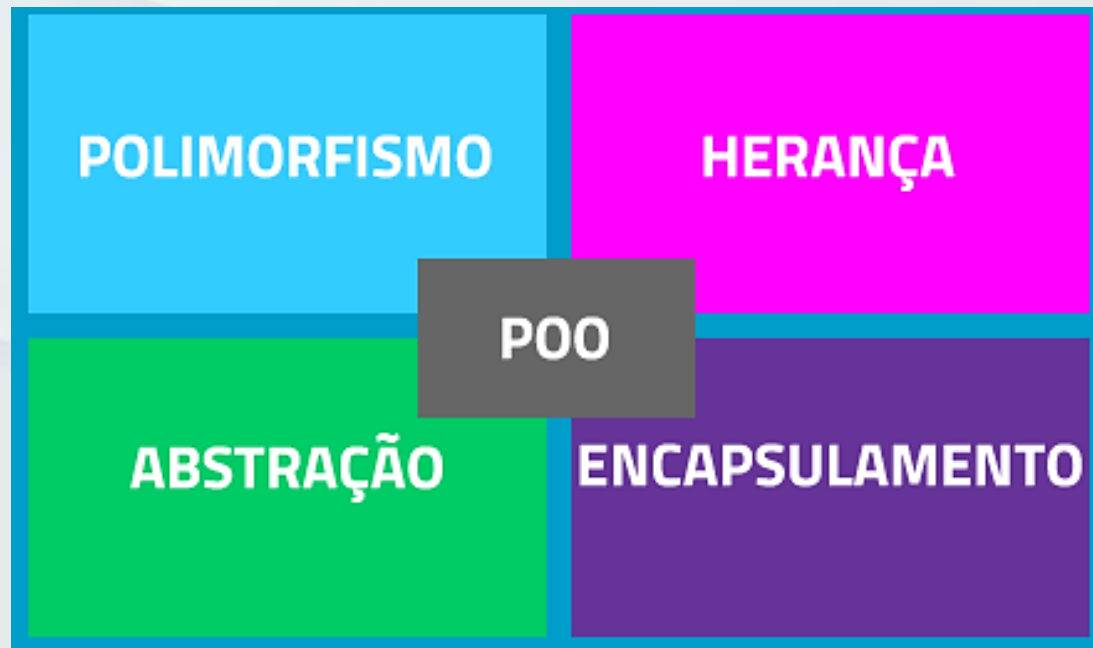 POLIMORFISMO
HERANÇA
POO
ABSTRAÇÃO
ENCAPSULAMENTO